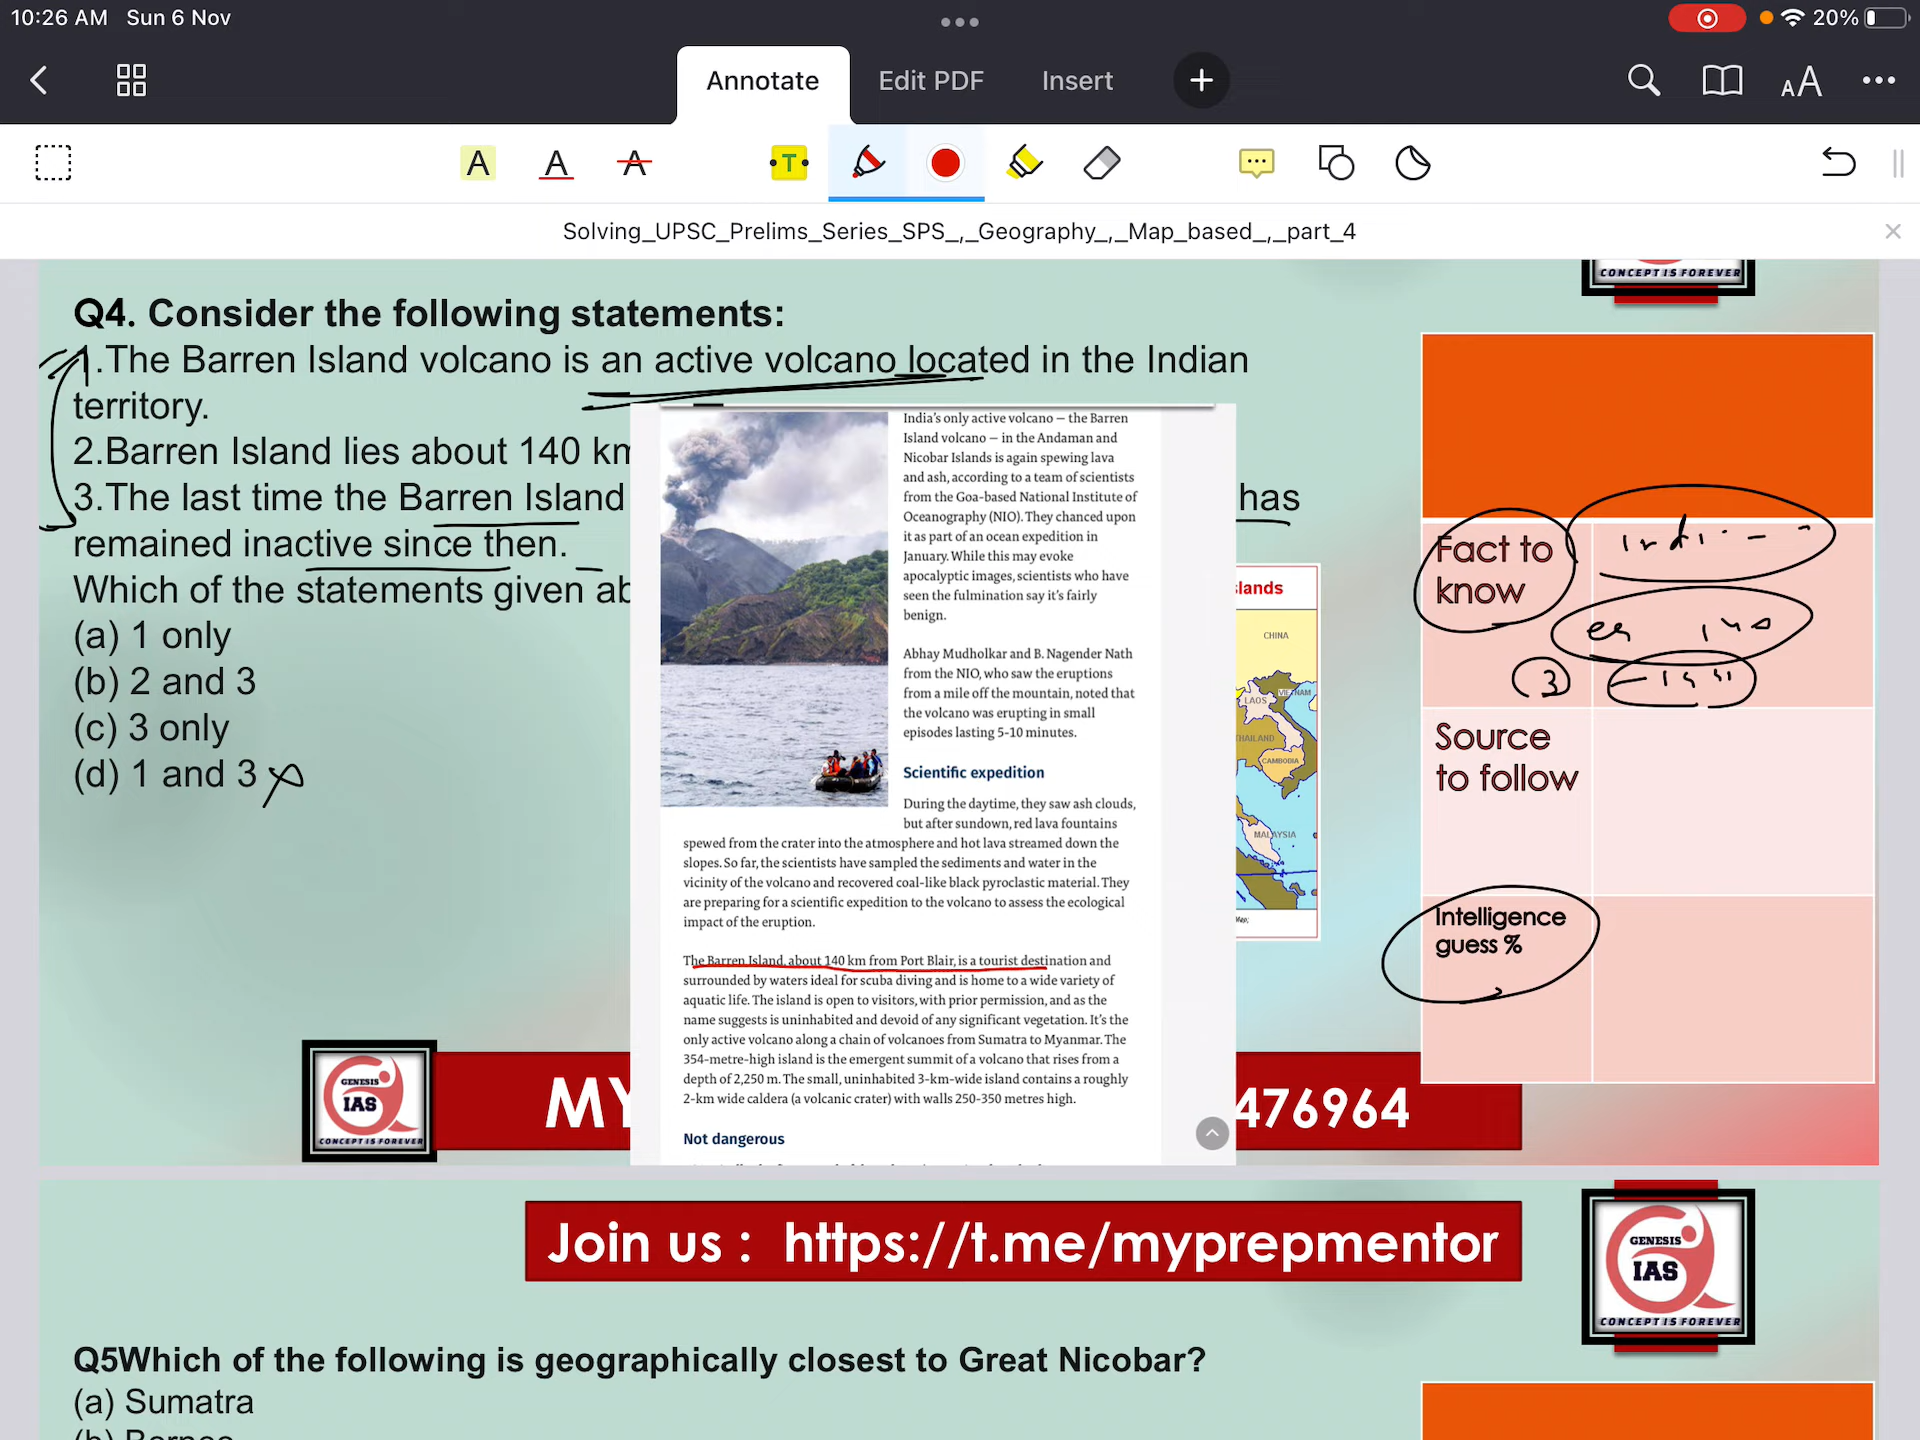 10:26 AM Sun 6 Nov
20%
Annotate
Edit PDF
Insert
Solving_UPSC_Prelims_Series_SPS_,_Geography_,_Map_based_,_part_4
CONCEPT IS FOREVER
Q4. Consider the following statements:
1.The Barren Island volcano is an active volcano located in the Indian
territory.
2.Barren Island lies about 140 km
3.The last time the Barren Island
has
remained inactive since then.
Which of the statements given ab
(a) 1 only
(b) 2 and 3
(c) 3 only
(d) 1 and 3
India's only active volcano – the Barren
Island volcano – in the Andaman and
Nicobar Islands is again spewing lava
and ash, according to a team of scientists
from the Goa-based National Institute of
Oceanography (NIO). They chanced upon
it as part of an ocean expedition in
January. While this may evoke
apocalyptic images, scientists who have
seen the fulmination say it's fairly
benign.
Abhay Mudholkar and B. Nagender Nath
from the NIO, who saw the eruptions
from a mile off the mountain, noted that
the volcano was erupting in small
episodes lasting 5-10 minutes.
Scientific expedition
During the daytime, they saw ash clouds,
but after sundown, red lava fountains
spewed from the crater into the atmosphere and hot lava streamed down the
slopes. So far, the scientists have sampled the sediments and water in the
vicinity of the volcano and recovered coal-like black pyroclastic material. They
are preparing for a scientific expedition to the volcano to assess the ecological
impact of the eruption.
The Barren Island, about 140 km from Port Blair, is a tourist destination and
surrounded by waters ideal for scuba diving and is home to a wide variety of
aquatic life. The island is open to visitors, with prior permission, and as the
name suggests is uninhabited and devoid of any significant vegetation. It's the
only active volcano along a chain of volcanoes from Sumatra to Myanmar. The
354-metre-high island is the emergent summit of a volcano that rises from a
depth of 2,250 m. The small, uninhabited 3-km-wide island contains a roughly
2-km wide caldera (a volcanic crater) with walls 250-350 metres high.
Not dangerous
slands
CHINA
LAOS
VIETNAM
THAILAND
CAMBODIA
MALAYSIA
Fact to
know
140
3
Source
to follow
Intelligence
guess %
GENESIS
IAS
CONCEPT IS FOREVER
MY
476964
Join us : https://t.me/myprepmentor
GENESIS
IAS
CONCEPT IS FOREVER
Q5Which of the following is geographically closest to Great Nicobar?
(a) Sumatra
(b) Borneo